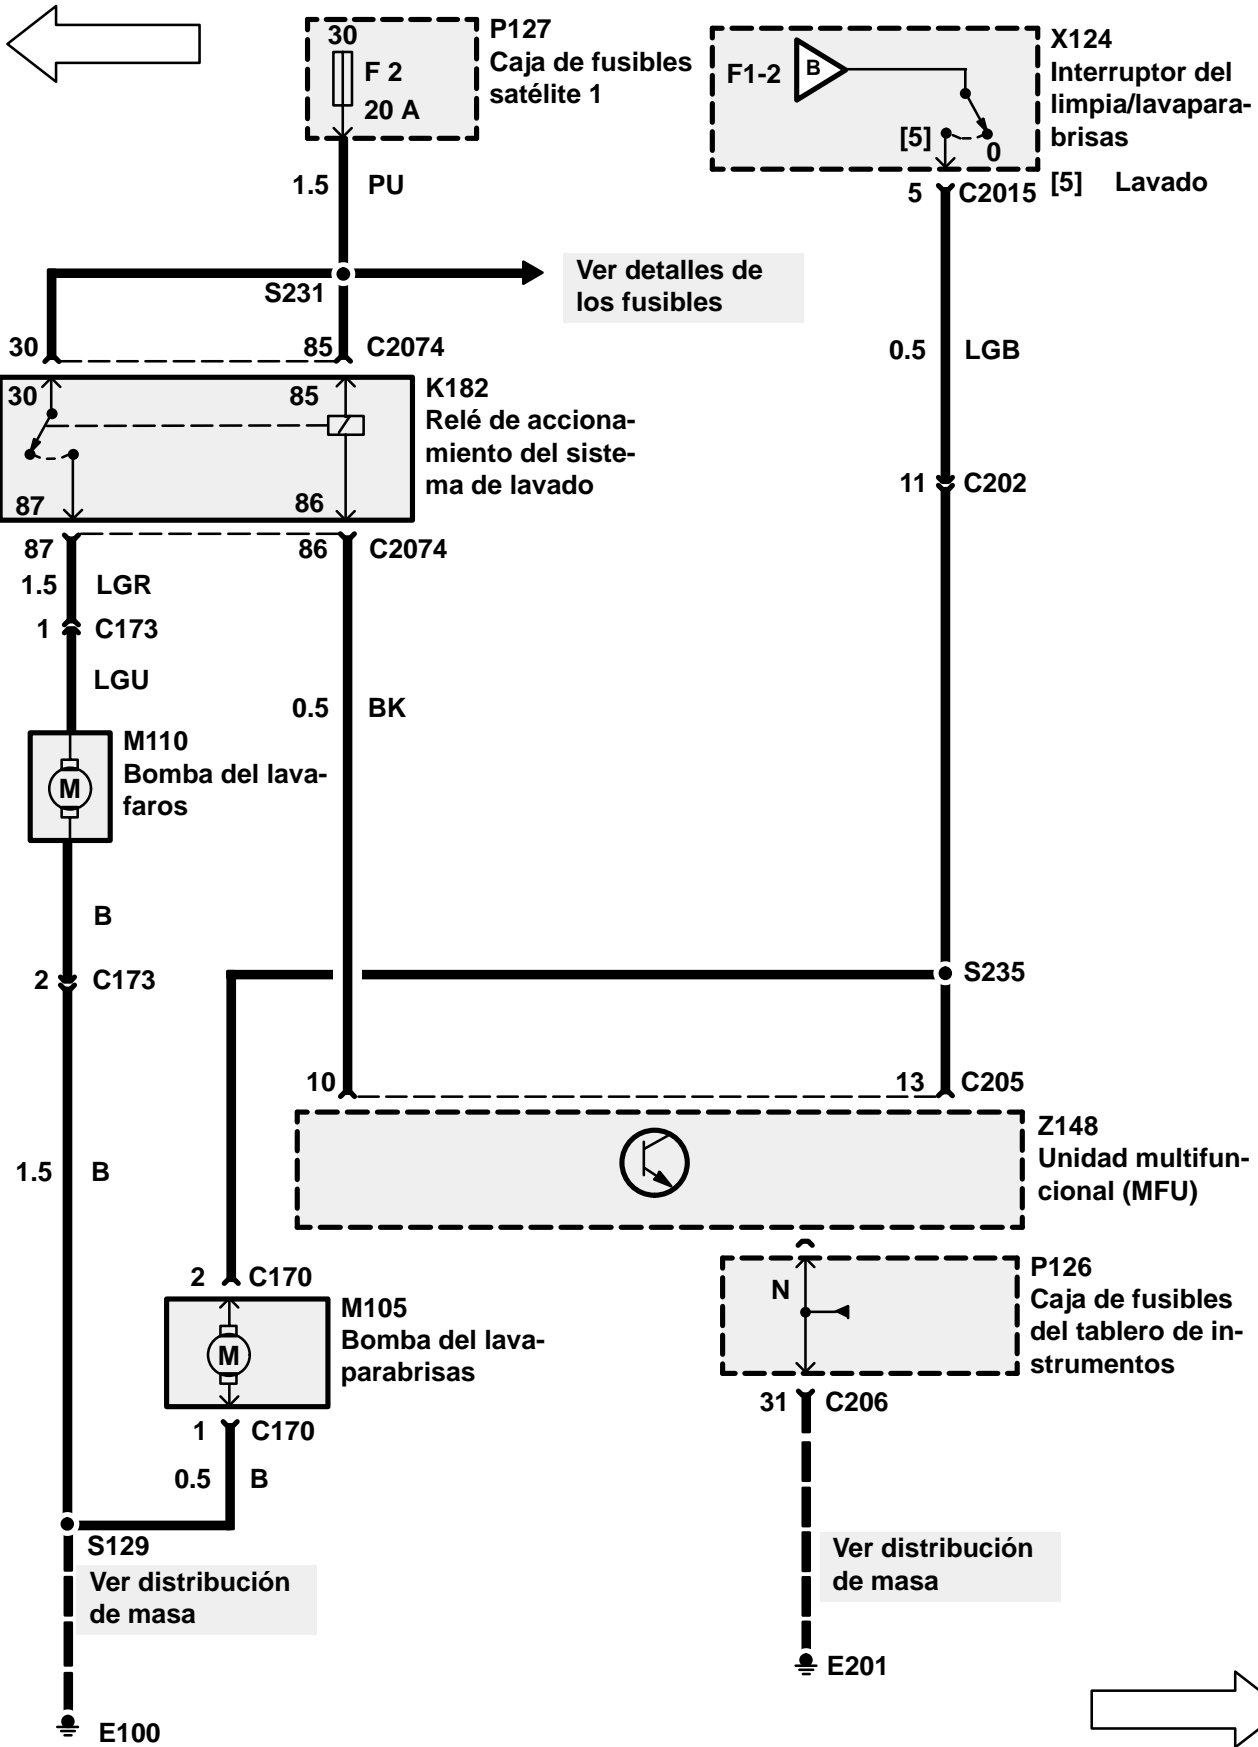 30
F 2
20 A
P127
Caja de fusibles
satélite 1
F1-2
B
[5]
0
X124
Interruptor del
limpia/lavapara-
brisas
[5] Lavado
1.5 PU
5 C2015
S231
Ver detalles de
los fusibles
30
85 C2074
0.5 LGB
30
85
87
86
K182
Relé de acciona-
miento del siste-
ma de lavado
11 C202
87
86 C2074
1.5 LGR
1 C173
LGU
0.5 BK
M110
Bomba del lava-
faros
M
B
2 C173
S235
10
13 C205
Z148
Unidad multifun-
cional (MFU)
1.5 B
2 C170
M105
Bomba del lava-
parabrisas
M
N
P126
Caja de fusibles
del tablero de in-
strumentos
1 C170
31 C206
0.5 B
S129
Ver distribución
de masa
Ver distribución
de masa
E201
E100